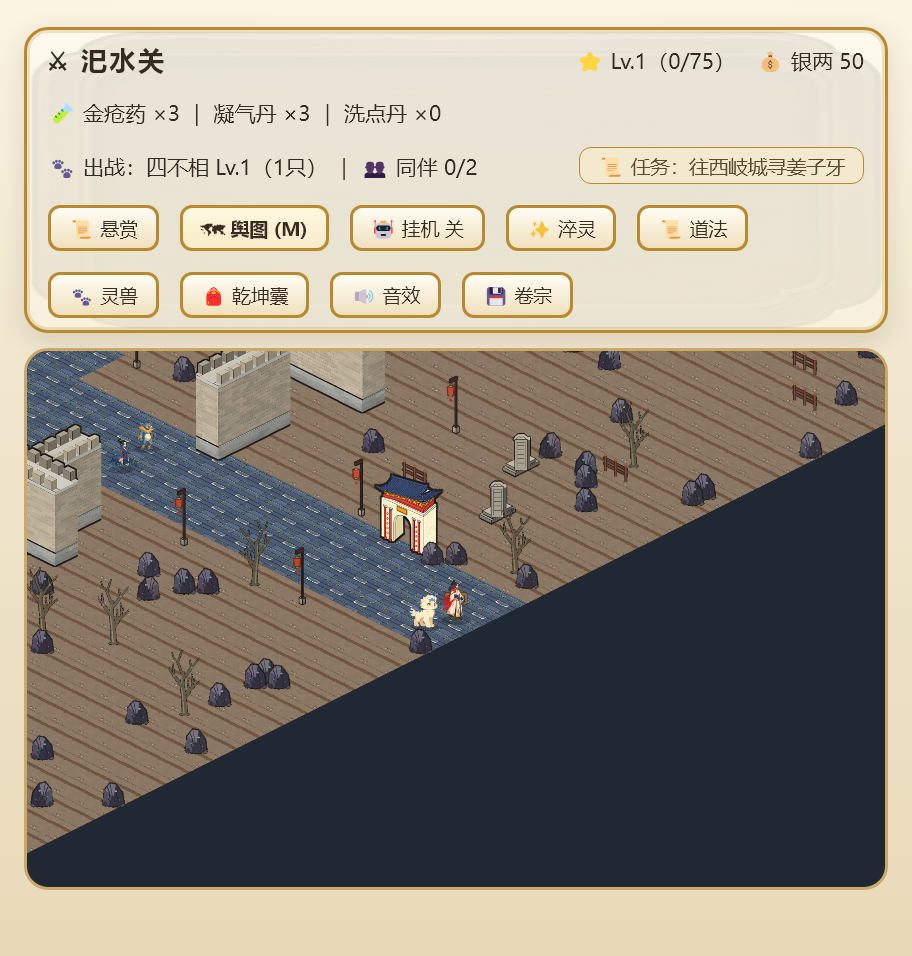 汜水关
Lv.1（0/75） 银两 50
金疮药 ×3 | 凝气丹 ×3 | 洗点丹 ×0
出战：四不相 Lv.1（1只） | 同伴 0/2
任务：往西岐城寻姜子牙
悬赏 舆图 (M) 挂机 关 淬灵 道法
灵兽 乾坤囊 音效 卷宗